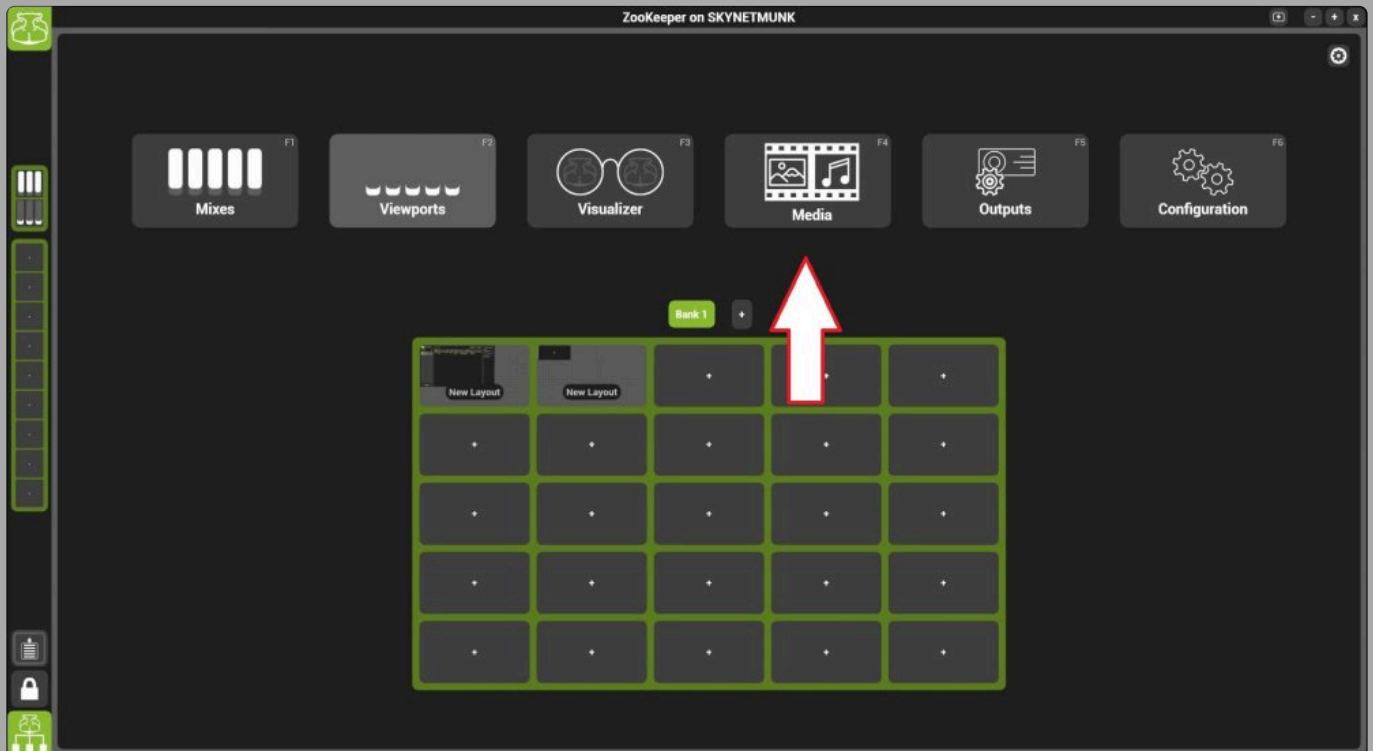 ZooKeeper on SKYNETMUNK
- + x
F1 F2 F3 F4 F5 F6
Mixes Viewports Visualizer Media Outputs Configuration
Bank 1 +
New Layout New Layout + + +
+ + + + +
+ + + + +
+ + + + +
+ + + + +